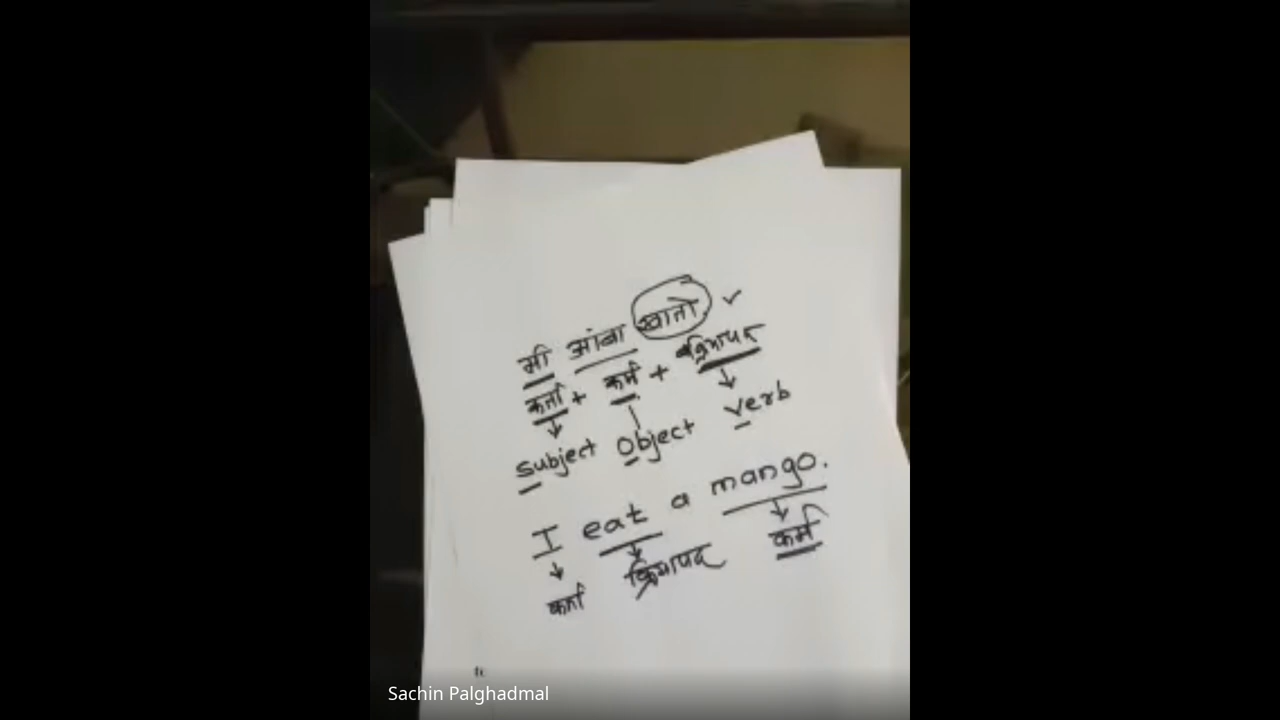 मी आंबा खातो. ✓
कर्ता + कर्म + क्रियापद
↓ ↓
Subject Object Verb
I eat a mango.
↓ ↓ ↓
कर्ता क्रियापद कर्म
Sachin Palghadmal